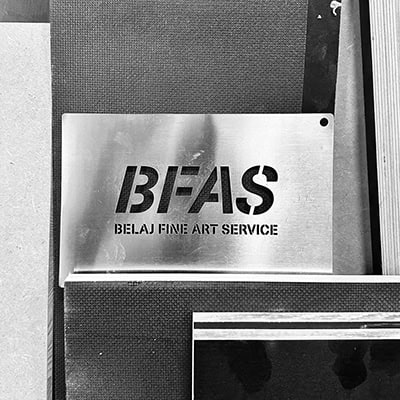 BFAS
BELAJ FINE ART SERVICE